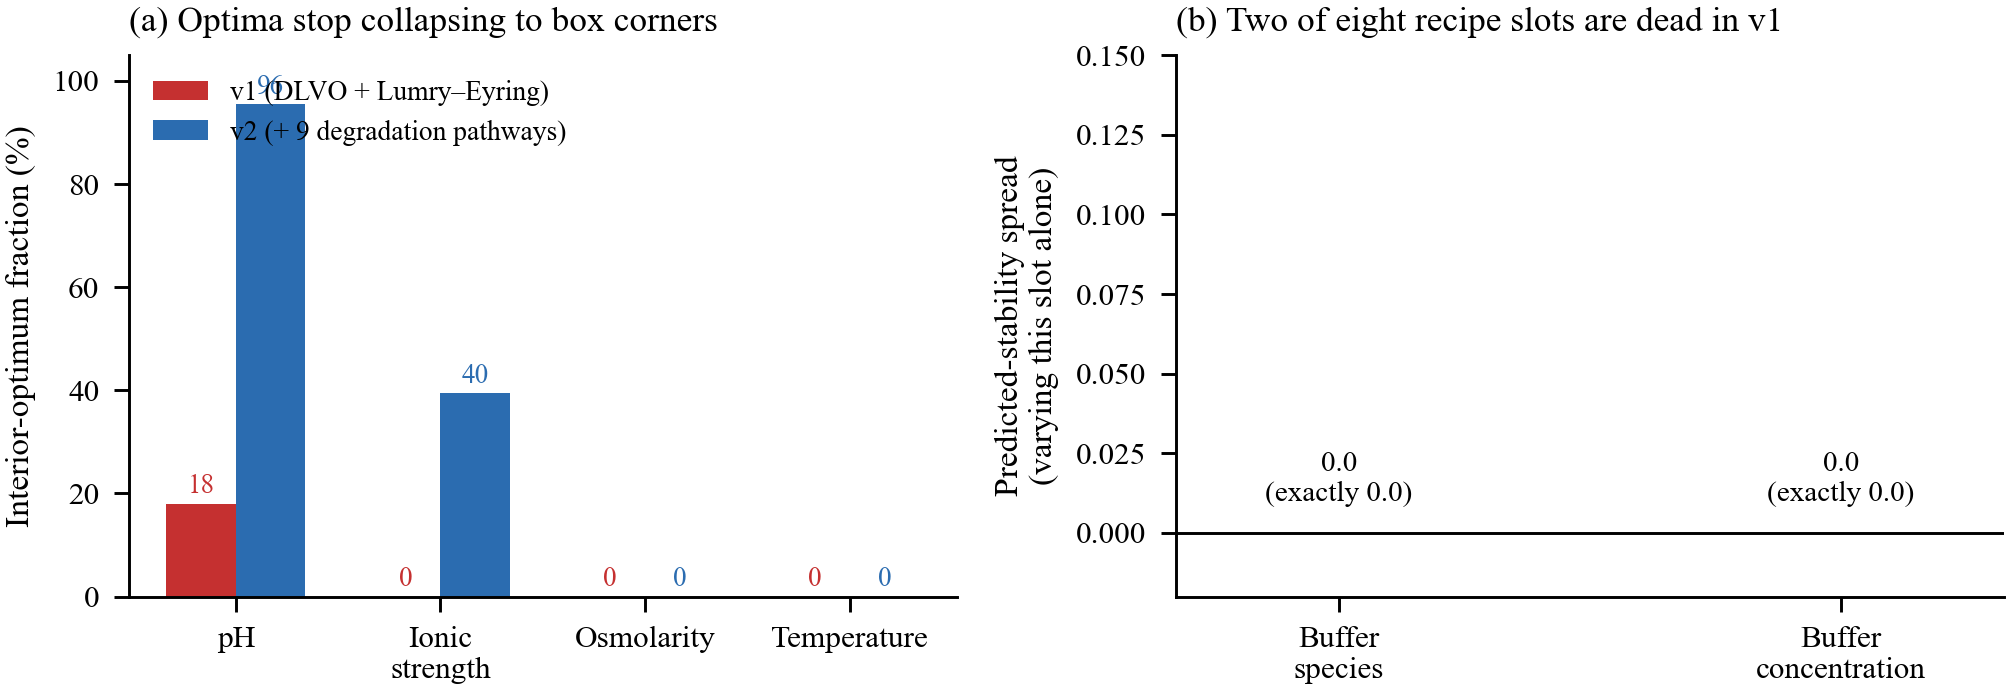 (a) Optima stop collapsing to box corners
Interior-optimum fraction (%)
100
80
60
40
20
0
v1 (DLVO + Lumry–Eyring)
v2 (+ 9 degradation pathways)
18
96
0
40
0
0
0
0
pH
Ionic
strength
Osmolarity
Temperature
(b) Two of eight recipe slots are dead in v1
Predicted-stability spread
(varying this slot alone)
0.150
0.125
0.100
0.075
0.050
0.025
0.000
0.0
(exactly 0.0)
0.0
(exactly 0.0)
Buffer
species
Buffer
concentration